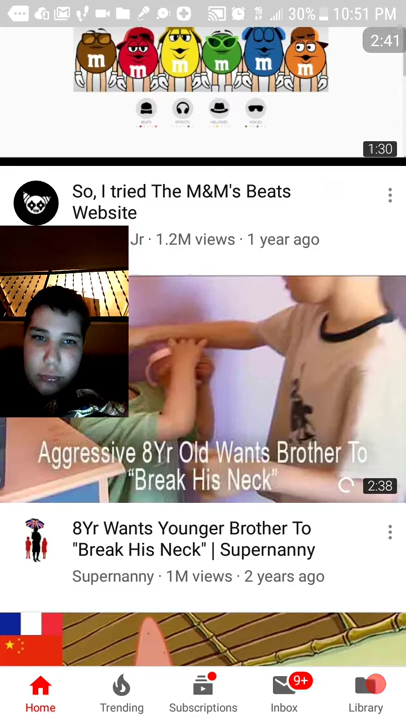 30% 10:51 PM
2:41
m m m m m m
1:30
So, I tried The M&M's Beats
Website
Jr · 1.2M views · 1 year ago
Aggressive 8Yr Old Wants Brother To
"Break His Neck"
2:38
8Yr Wants Younger Brother To
"Break His Neck" | Supernanny
Supernanny · 1M views · 2 years ago
9+
Home Trending Subscriptions Inbox Library